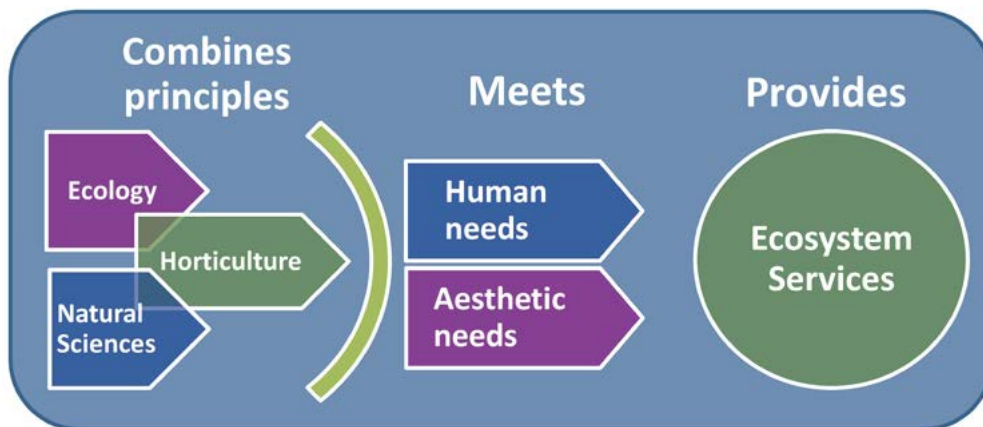 Combines
principles
Ecology
Horticulture
Natural
Sciences
Meets
Human
needs
Aesthetic
needs
Provides
Ecosystem
Services